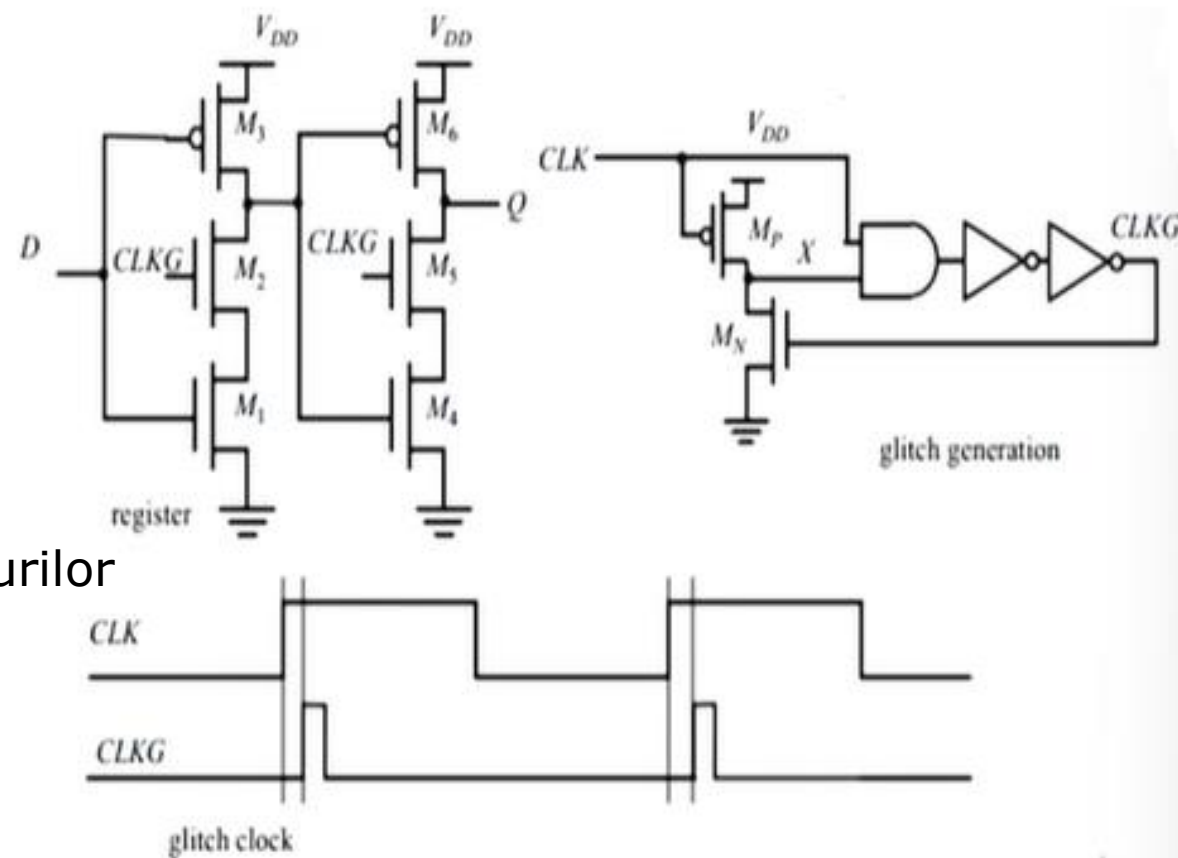 V_DD V_DD
M_3 M_6
V_DD
CLK
M_P
CLKG
Q
X
D
CLKG
M_2
CLKG
M_5
M_N
M_1 M_4
glitch generation
register
urilor
CLK
CLKG
glitch clock